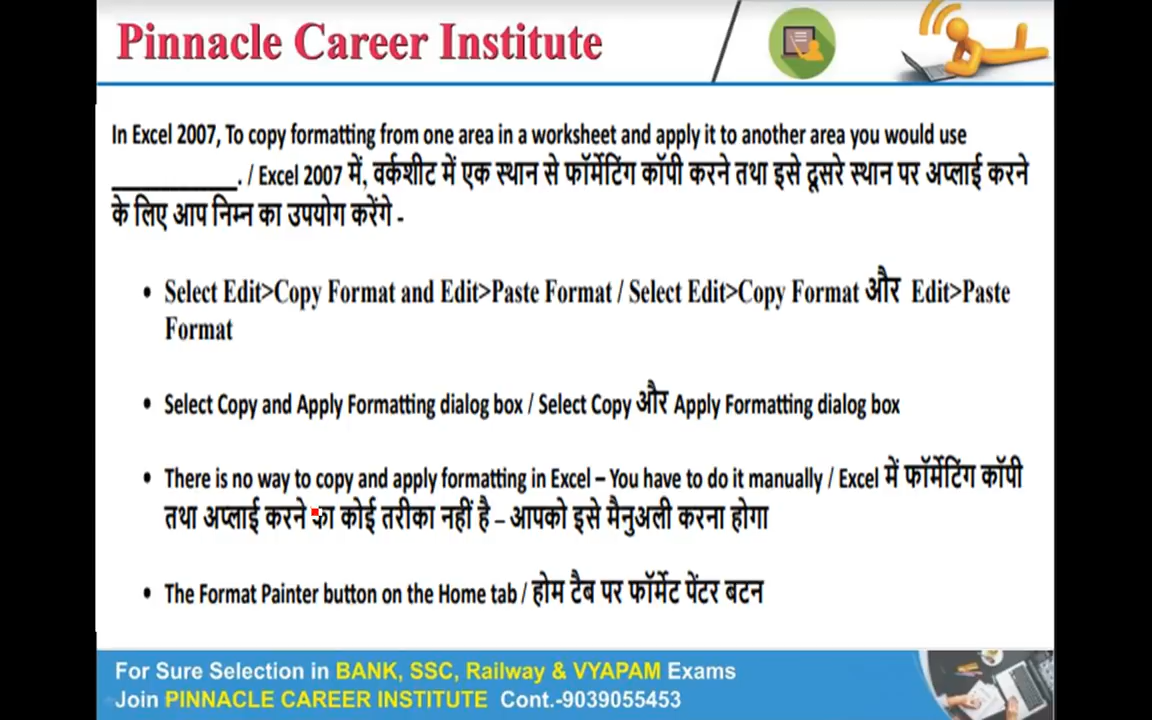 Pinnacle Career Institute
In Excel 2007, To copy formatting from one area in a worksheet and apply it to another area you would use
__________. / Excel 2007 में, वर्कशीट में एक स्थान से फॉर्मेटिंग कॉपी करने तथा इसे दूसरे स्थान पर अप्लाई करने
के लिए आप निम्न का उपयोग करेंगे -
• Select Edit>Copy Format and Edit>Paste Format / Select Edit>Copy Format और Edit>Paste
Format
• Select Copy and Apply Formatting dialog box / Select Copy और Apply Formatting dialog box
• There is no way to copy and apply formatting in Excel – You have to do it manually / Excel में फॉर्मेटिंग कॉपी
तथा अप्लाई करने का कोई तरीका नहीं है – आपको इसे मैनुअली करना होगा
• The Format Painter button on the Home tab / होम टैब पर फॉर्मेट पेंटर बटन
For Sure Selection in BANK, SSC, Railway & VYAPAM Exams
Join PINNACLE CAREER INSTITUTE Cont.-9039055453